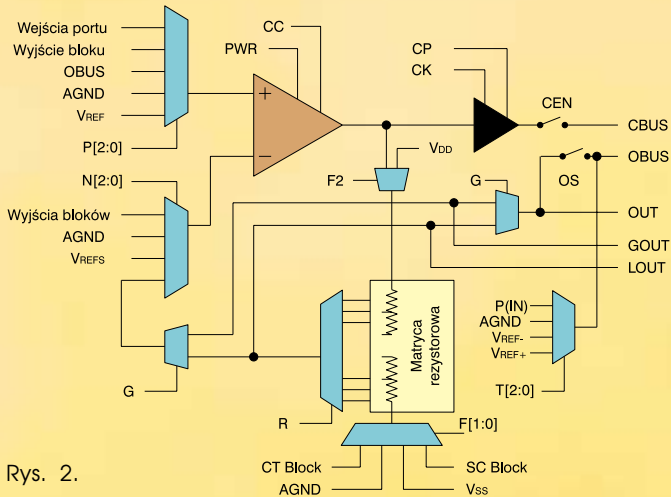 Wejścia portu
Wyjście bloku
OBUS
AGND
VREF
P[2:0]
CC
PWR
CP
CK
CEN
CBUS
OBUS
OS
OUT
GOUT
LOUT
VDD
F2
G
N[2:0]
Wyjścia bloków
AGND
VREFS
G
R
Matryca
rezystorowa
P(IN)
AGND
VREF-
VREF+
T[2:0]
F[1:0]
CT Block
AGND
VSS
SC Block
+
−
Rys. 2.